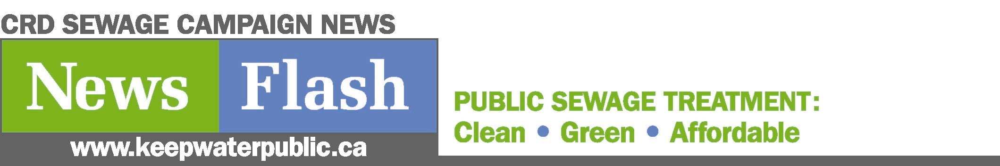 CRD SEWAGE CAMPAIGN NEWS
News Flash
www.keepwaterpublic.ca
PUBLIC SEWAGE TREATMENT:
Clean • Green • Affordable